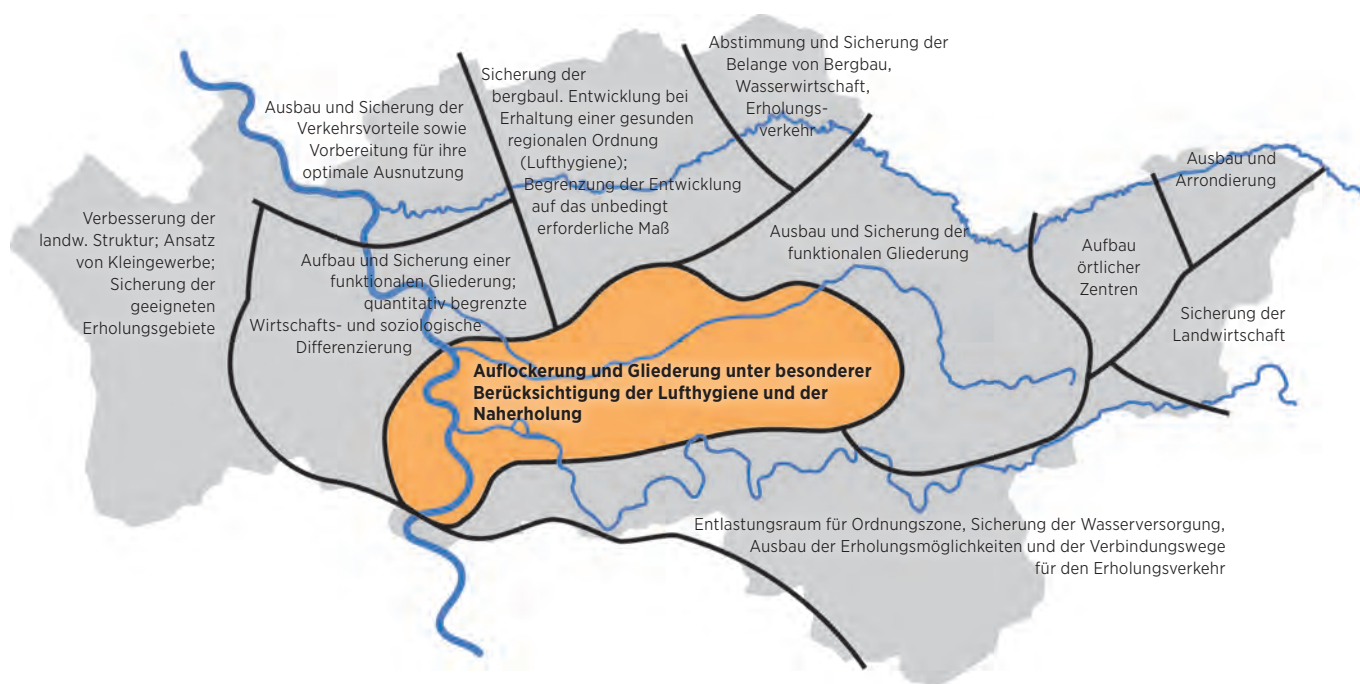 Abstimmung und Sicherung der
Belange von Bergbau,
Wasserwirtschaft,
Erholungs-
verkehr
Sicherung der
bergbaul. Entwicklung bei
Erhaltung einer gesunden
regionalen Ordnung
(Lufthygiene);
Begrenzung der Entwicklung
auf das unbedingt
erforderliche Maß
Ausbau und Sicherung der
Verkehrsvorteile sowie
Vorbereitung für ihre
optimale Ausnutzung
Ausbau und
Arrondierung
Verbesserung der
landw. Struktur; Ansatz
von Kleingewerbe;
Sicherung der
geeigneten
Erholungsgebiete
Aufbau und Sicherung einer
funktionalen Gliederung;
quantitativ begrenzte
Wirtschafts- und soziologische
Differenzierung
Ausbau und Sicherung der
funktionalen Gliederung
Aufbau
örtlicher
Zentren
Sicherung der
Landwirtschaft
Auflockerung und Gliederung unter besonderer
Berücksichtigung der Lufthygiene und der
Naherholung
Entlastungsraum für Ordnungszone, Sicherung der Wasserversorgung,
Ausbau der Erholungsmöglichkeiten und der Verbindungswege
für den Erholungsverkehr